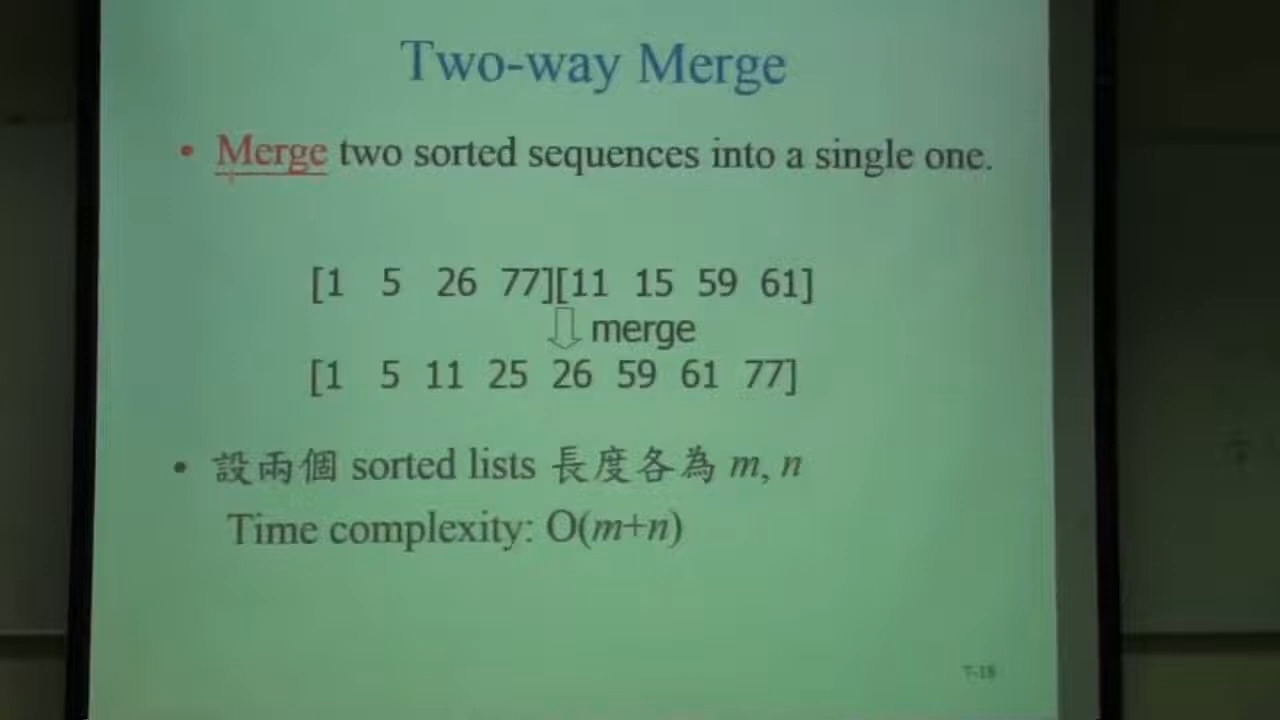 Two-way Merge
• Merge two sorted sequences into a single one.
[1 5 26 77][11 15 59 61]
merge
[1 5 11 25 26 59 61 77]
• 設兩個 sorted lists 長度各為 m, n
Time complexity: O(m+n)